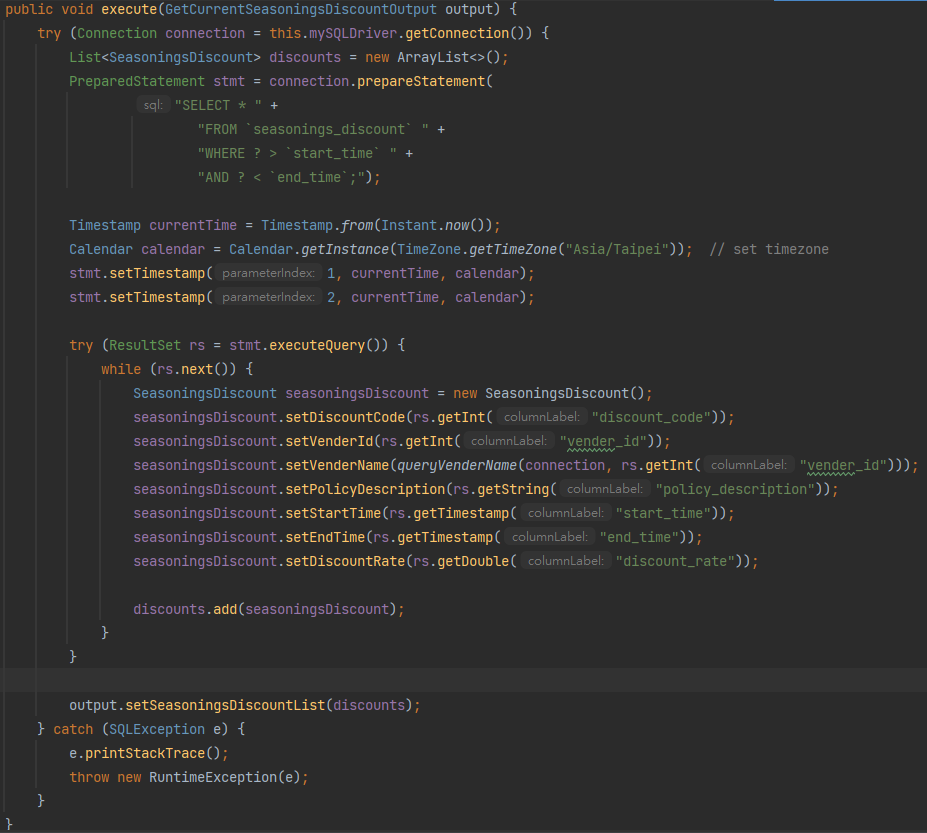 public void execute(GetCurrentSeasoningsDiscountOutput output) {
    try (Connection connection = this.mySQLDriver.getConnection()) {
        List<SeasoningsDiscount> discounts = new ArrayList<>();
        PreparedStatement stmt = connection.prepareStatement(
                sql: "SELECT * " +
                        "FROM `seasonings_discount` " +
                        "WHERE ? > `start_time` " +
                        "AND ? < `end_time`;");
        Timestamp currentTime = Timestamp.from(Instant.now());
        Calendar calendar = Calendar.getInstance(TimeZone.getTimeZone("Asia/Taipei"));  // set timezone
        stmt.setTimestamp( parameterIndex: 1, currentTime, calendar);
        stmt.setTimestamp( parameterIndex: 2, currentTime, calendar);
        try (ResultSet rs = stmt.executeQuery()) {
            while (rs.next()) {
                SeasoningsDiscount seasoningsDiscount = new SeasoningsDiscount();
                seasoningsDiscount.setDiscountCode(rs.getInt( columnLabel: "discount_code"));
                seasoningsDiscount.setVenderId(rs.getInt( columnLabel: "vender_id"));
                seasoningsDiscount.setVenderName(queryVenderName(connection, rs.getInt( columnLabel: "vender_id")));
                seasoningsDiscount.setPolicyDescription(rs.getString( columnLabel: "policy_description"));
                seasoningsDiscount.setStartTime(rs.getTimestamp( columnLabel: "start_time"));
                seasoningsDiscount.setEndTime(rs.getTimestamp( columnLabel: "end_time"));
                seasoningsDiscount.setDiscountRate(rs.getDouble( columnLabel: "discount_rate"));
                discounts.add(seasoningsDiscount);
            }
        }
        output.setSeasoningsDiscountList(discounts);
    } catch (SQLException e) {
        e.printStackTrace();
        throw new RuntimeException(e);
    }
}